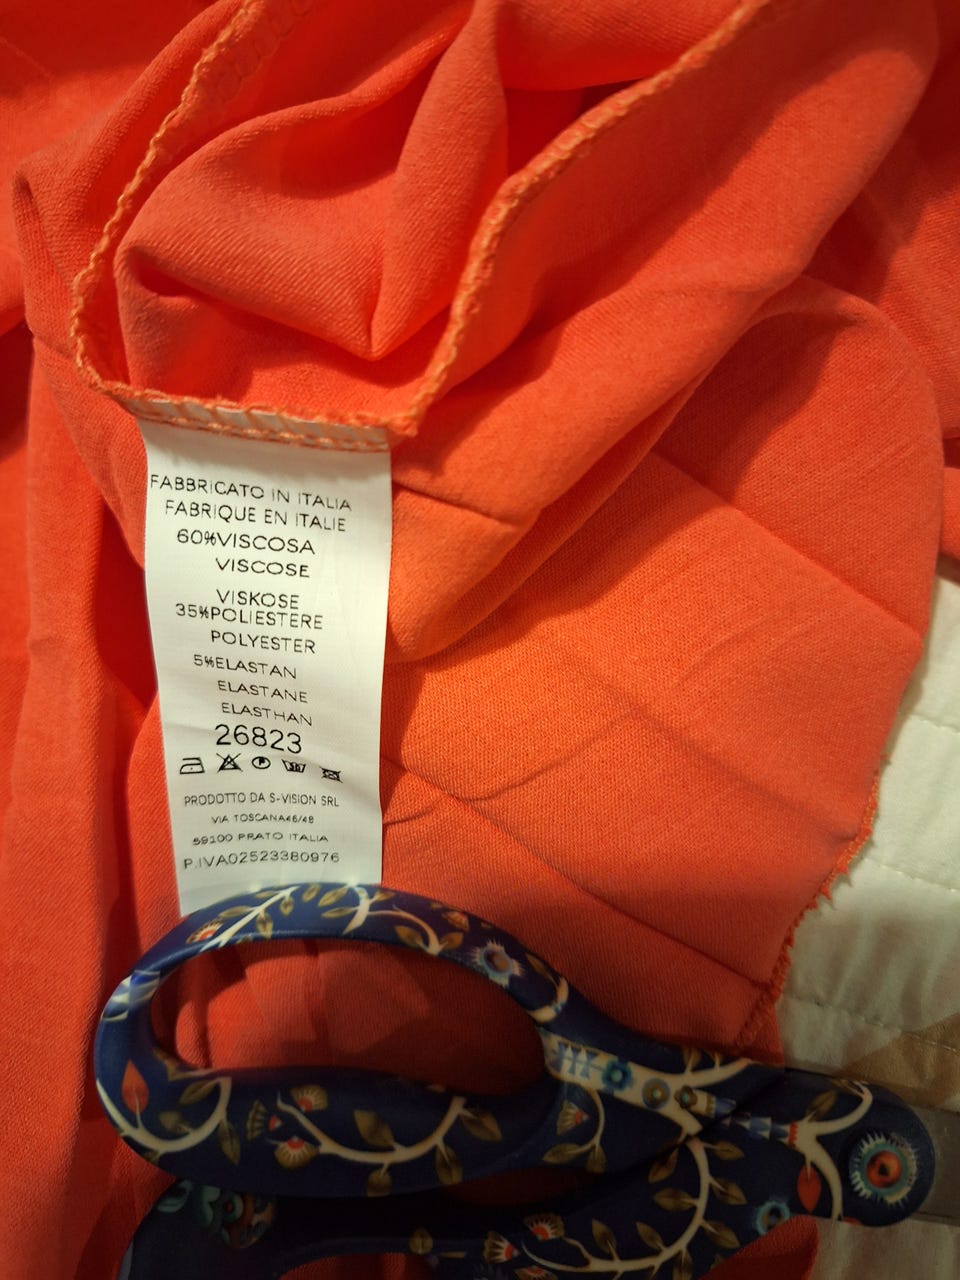 FABBRICATO IN ITALIA
FABRIQUE EN ITALIE
60%VISCOSA
VISCOSE
VISKOSE
35%POLIESTERE
POLYESTER
5%ELASTAN
ELASTANE
ELASTHAN
26823
PRODOTTO DA S-VISION SRL
VIA TOSCANA46/48
59100 PRATO ITALIA
P.IVA02523380976